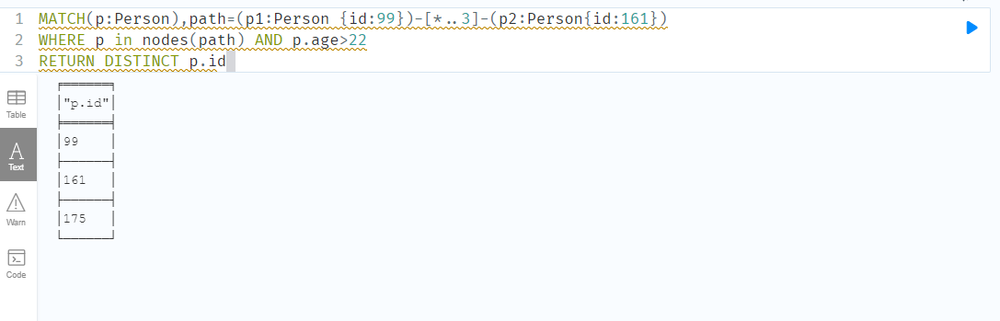 1 MATCH(p:Person),path=(p1:Person {id:99})-[*..3]-(p2:Person{id:161})
2 WHERE p in nodes(path) AND p.age>22
3 RETURN DISTINCT p.id
"p.id"
99
161
175
Table
A
Text
Warn
Code